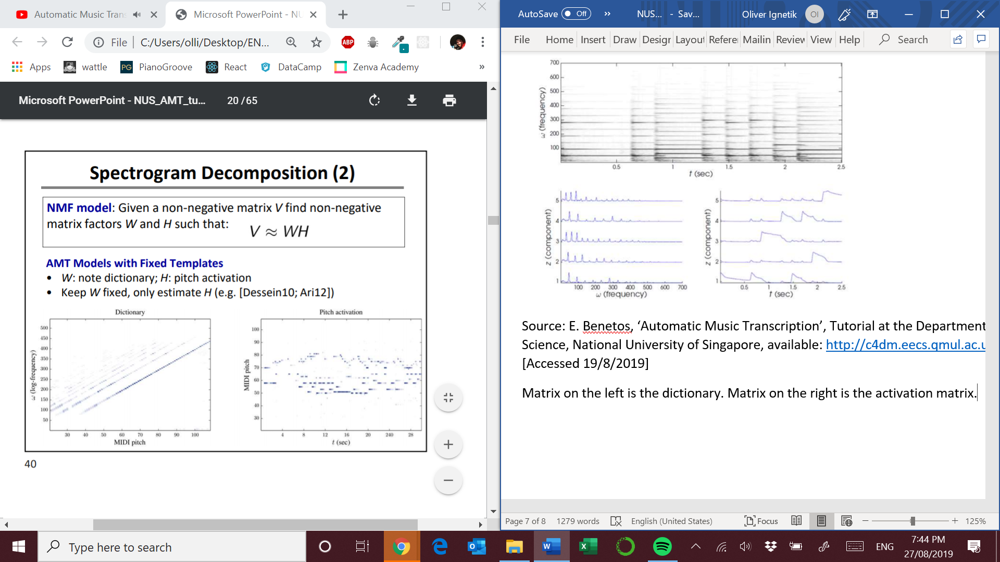 Automatic Music Trans
Microsoft PowerPoint - NU
File
C:/Users/olli/Desktop/EN...
ABP
Apps
wattle
PG
PianoGroove
React
DataCamp
Zenva Academy
»
Microsoft PowerPoint - NUS_AMT_tu...
20 / 65
Spectrogram Decomposition (2)
NMF model: Given a non-negative matrix V find non-negative
matrix factors W and H such that:
V ≈ WH
AMT Models with Fixed Templates
• W: note dictionary; H: pitch activation
• Keep W fixed, only estimate H (e.g. [Dessein10; Ari12])
Dictionary
500
450
400
350
300
250
200
150
100
50
ω (log-frequency)
30 40 50 60 70 80 90 100
MIDI pitch
Pitch activation
100
90
80
70
60
50
40
30
MIDI pitch
4 8 12 16 20 240 28
t (sec)
40
AutoSave Off
»
NUS... - Sav...
Oliver Ignetik
OI
File Home Insert Draw Design Layout Refere Mailin Review View Help Search
700
600
500
400
300
200
100
ω (frequency)
0.5 1 1.5 2 2.5
t (sec)
5
4
3
2
1
z (component)
100 200 300 400 500 600 700
ω (frequency)
5
4
3
2
1
z (component)
0.5 1 1.5 2 2.5
t (sec)
Source: E. Benetos, ‘Automatic Music Transcription’, Tutorial at the Department
Science, National University of Singapore, available: http://c4dm.eecs.qmul.ac.u
[Accessed 19/8/2019]
Matrix on the left is the dictionary. Matrix on the right is the activation matrix.
Page 7 of 8 1279 words English (United States) Focus 125%
Type here to search
ENG
7:44 PM
27/08/2019